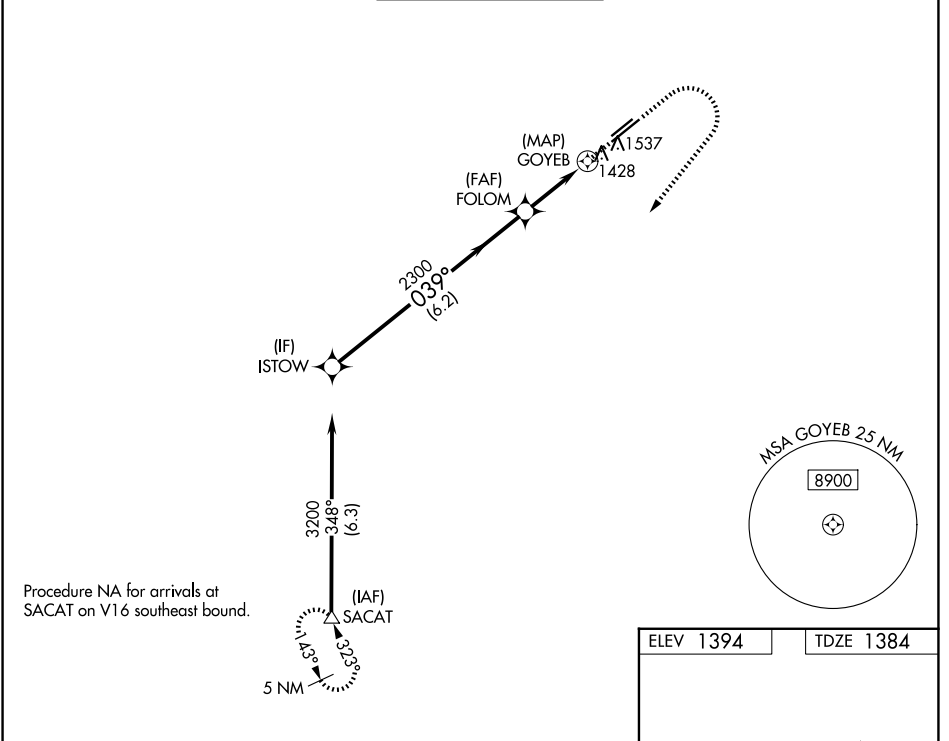 (MAP)
GOYEB
1537
1428
(FAF)
FOLOM
2300
039°
(6.2)
(IF)
ISTOW
MSA GOYEB 25 NM
8900
3200
348°
(6.3)
Procedure NA for arrivals at
SACAT on V16 southeast bound.
(IAF)
SACAT
143°
323°
5 NM
ELEV 1394
TDZE 1384